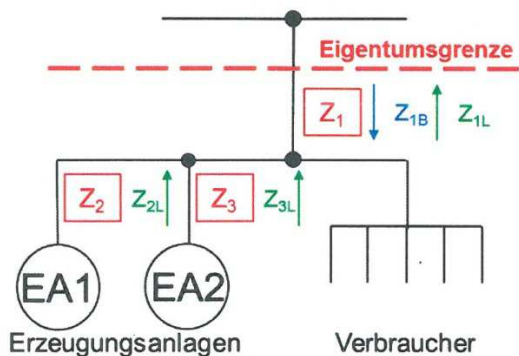 Eigentumsgrenze
Z1 Z1B Z1L
Z2 Z2L Z3 Z3L
EA1 EA2
Erzeugungsanlagen Verbraucher